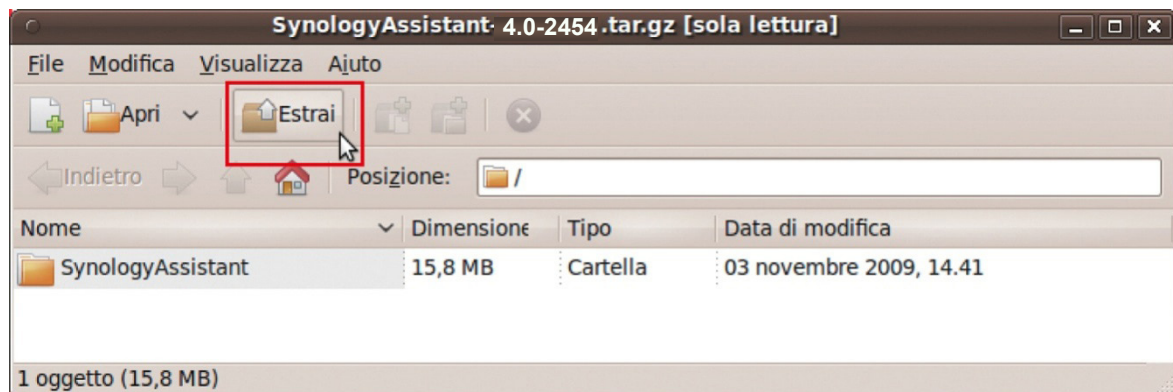 SynologyAssistant- 4.0-2454.tar.gz [sola lettura]
File Modifica Visualizza Aiuto
Apri Estrai
Indietro Posizione: /
Nome Dimensione Tipo Data di modifica
SynologyAssistant 15,8 MB Cartella 03 novembre 2009, 14.41
1 oggetto (15,8 MB)